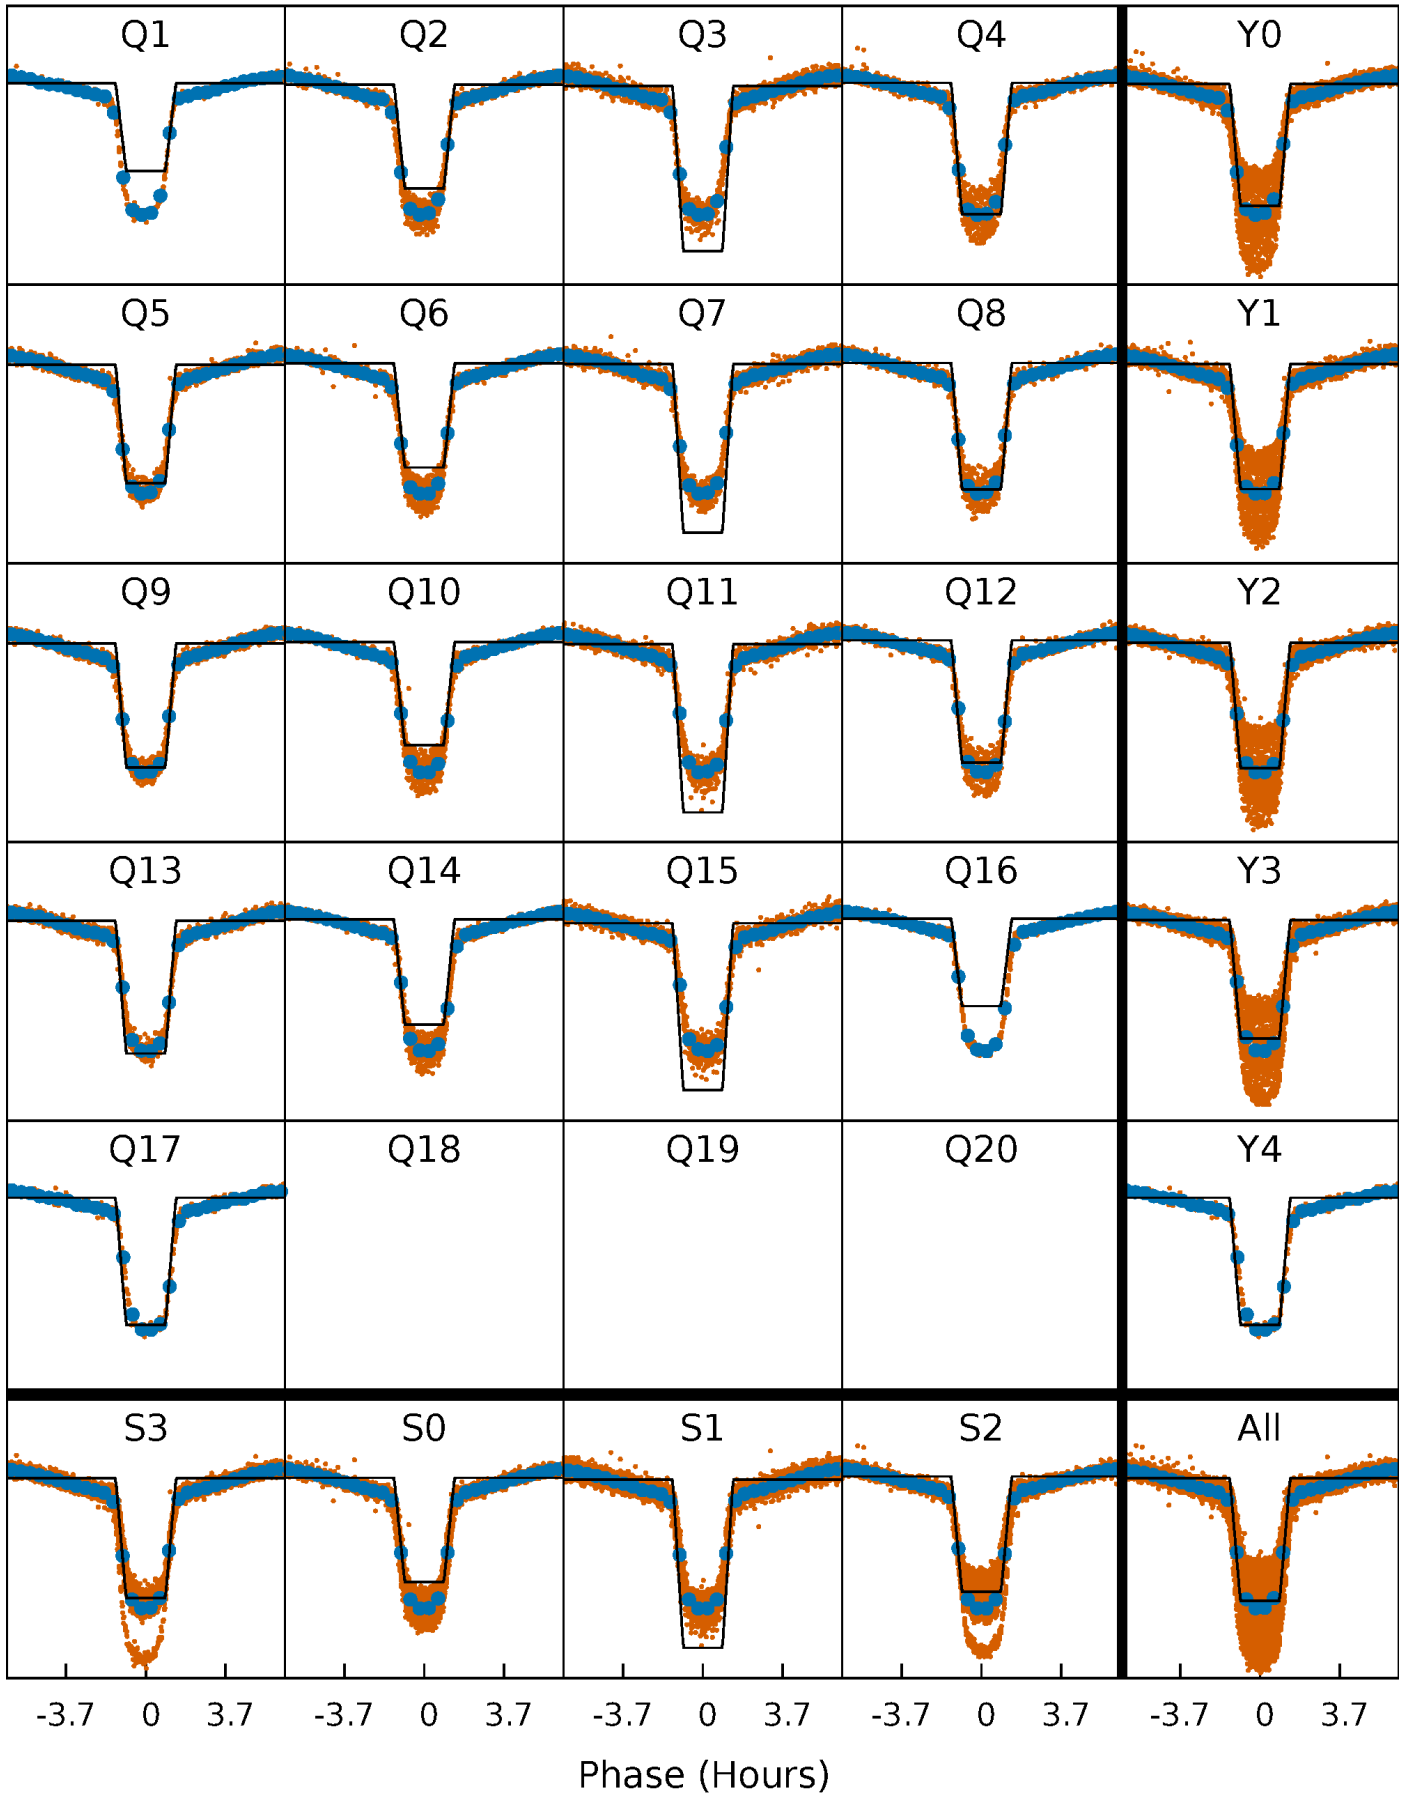 Q1 Q2 Q3 Q4 Y0
Q5 Q6 Q7 Q8 Y1
Q9 Q10 Q11 Q12 Y2
Q13 Q14 Q15 Q16 Y3
Q17 Q18 Q19 Q20 Y4
S3 S0 S1 S2 All
-3.7 0 3.7 -3.7 0 3.7 -3.7 0 3.7 -3.7 0 3.7 -3.7 0 3.7
Phase (Hours)